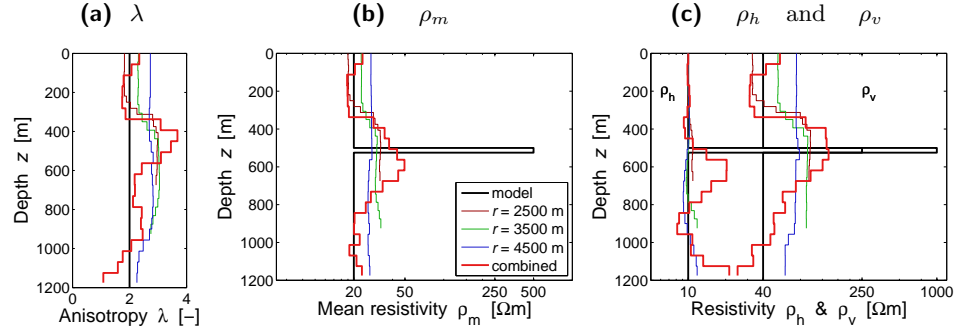 (a) λ
(b) ρm
(c) ρh and ρv
0
200
400
600
800
1000
1200
Depth z [m]
0 2 4
Anisotropy λ [–]
0
200
400
600
800
1000
1200
Depth z [m]
20 50 250 500
Mean resistivity ρm [Ωm]
model
r = 2500 m
r = 3500 m
r = 4500 m
combined
0
200
400
600
800
1000
1200
Depth z [m]
ρh
ρv
10 40 250 1000
Resistivity ρh & ρv [Ωm]